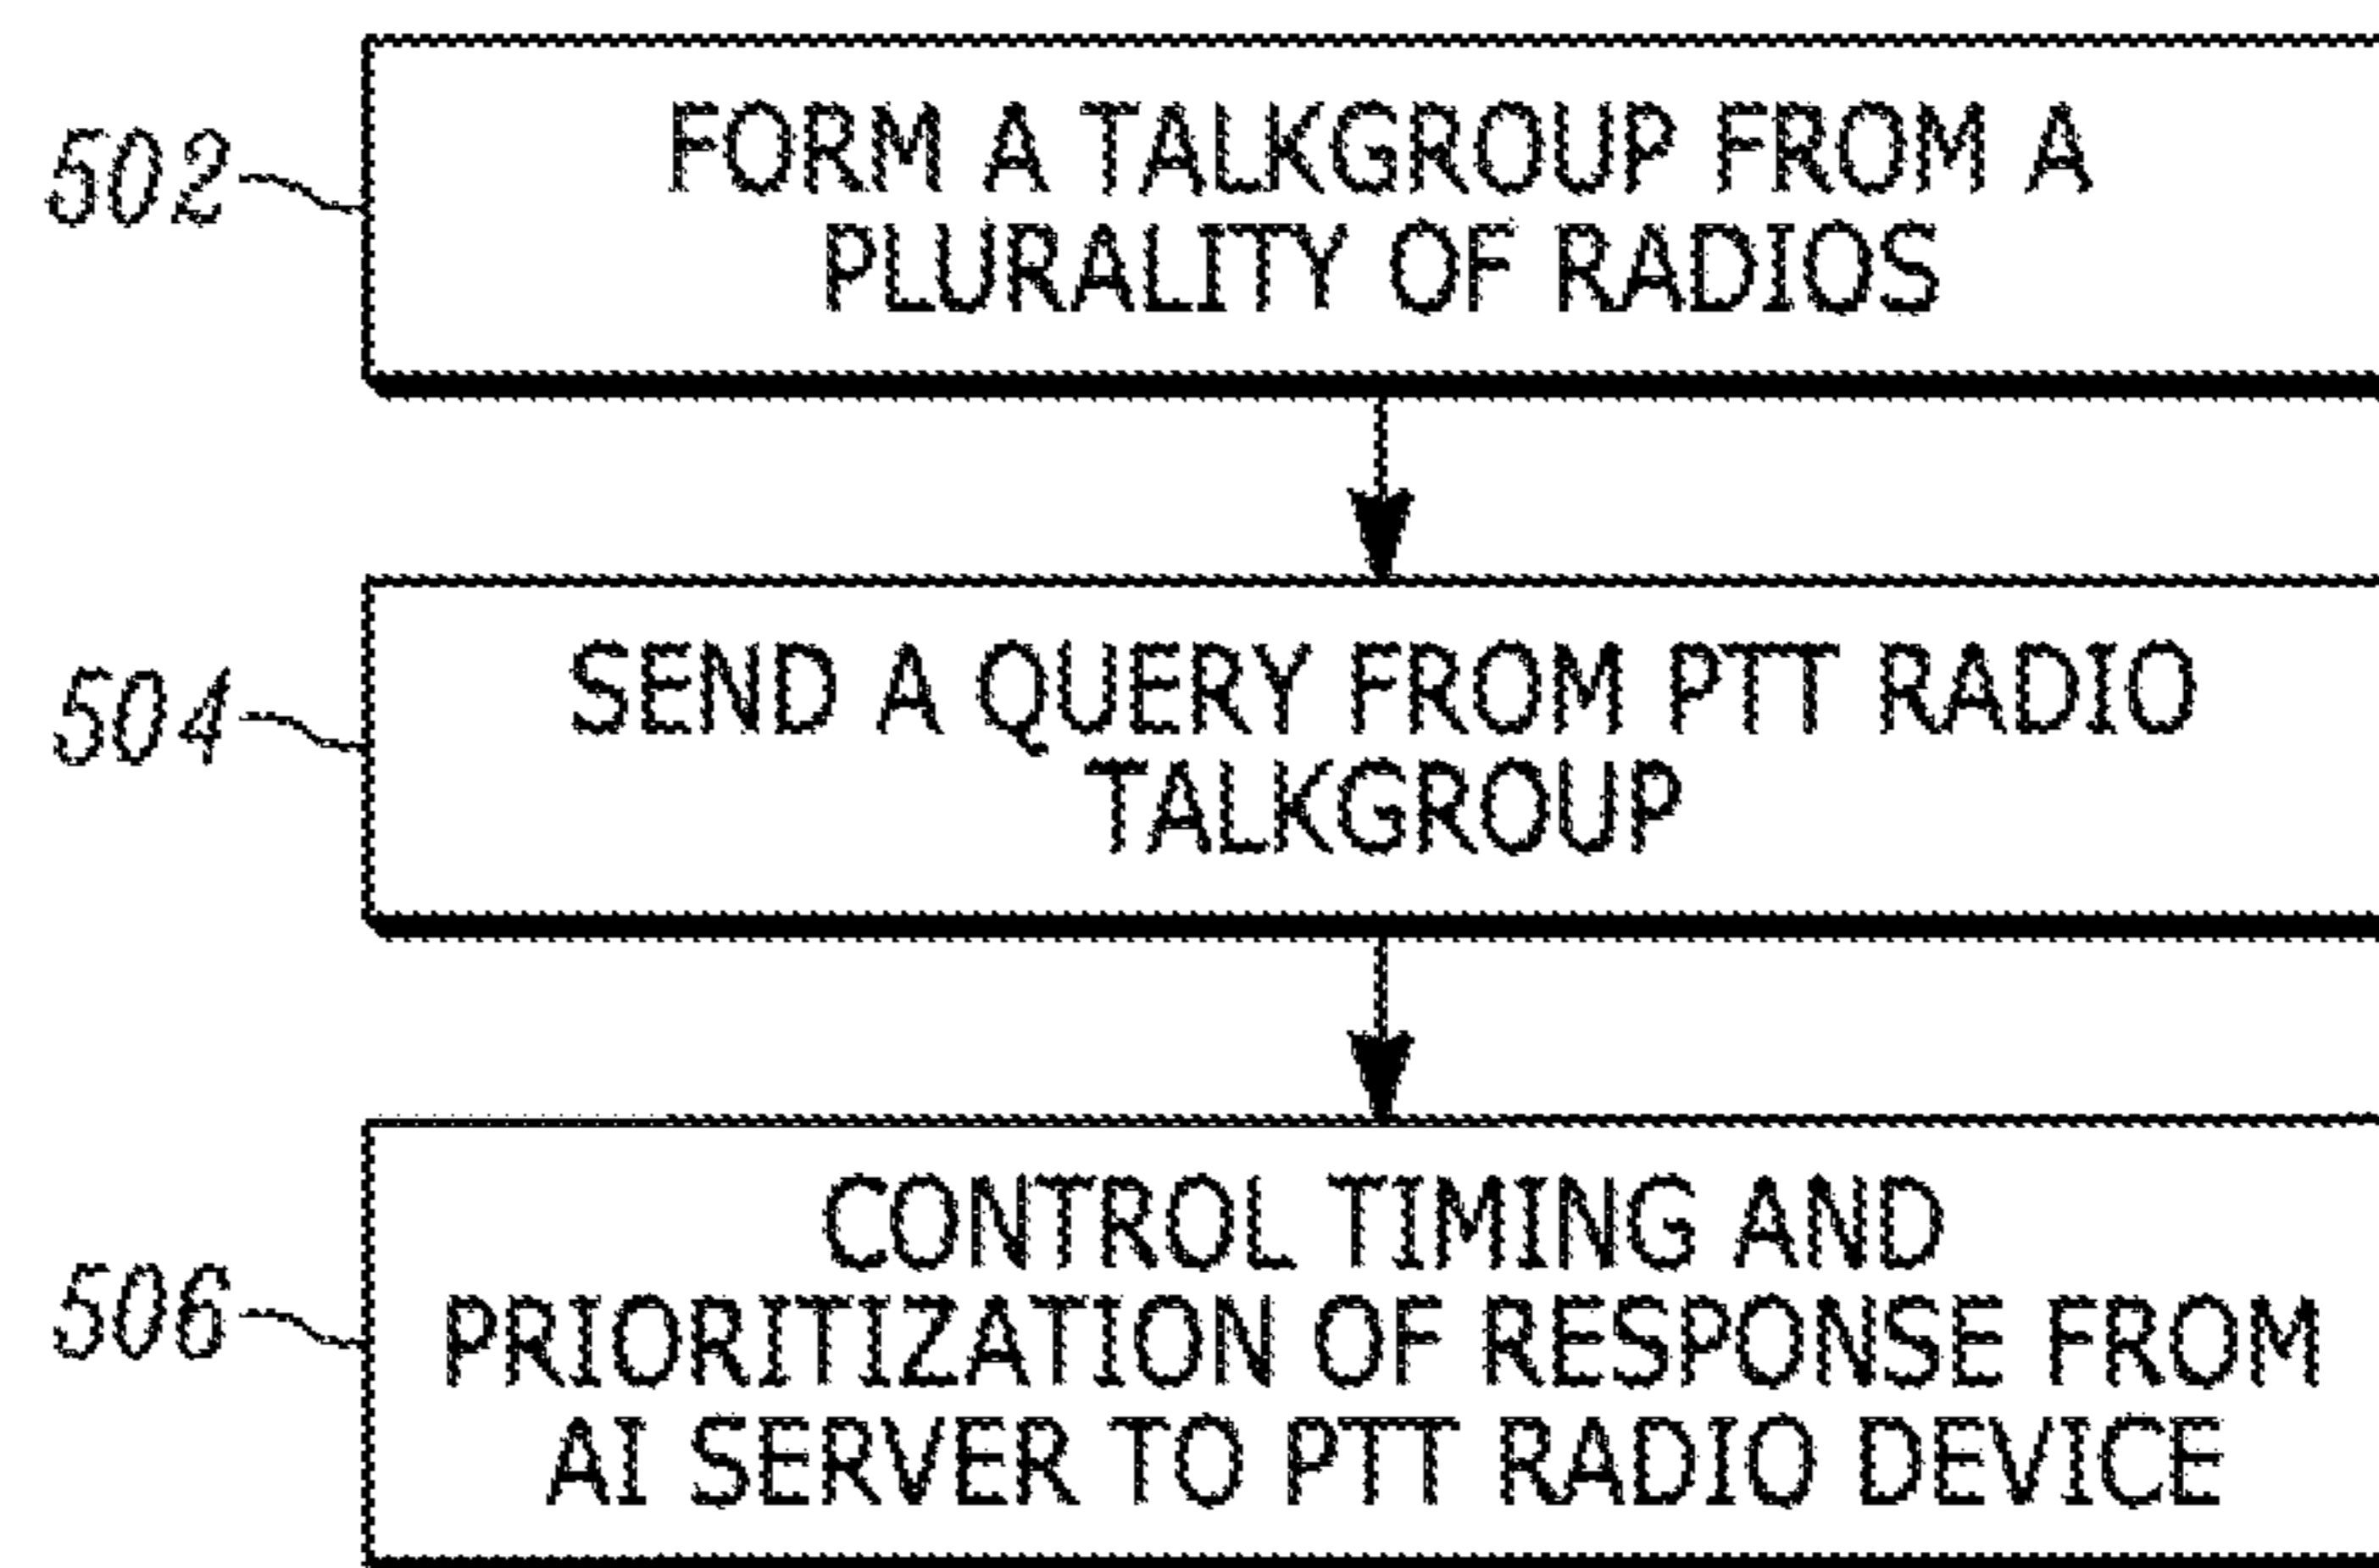 502
FORM A TALKGROUP FROM A
PLURALITY OF RADIOS
504
SEND A QUERY FROM PTT RADIO
TALKGROUP
506
CONTROL TIMING AND
PRIORITIZATION OF RESPONSE FROM
AI SERVER TO PTT RADIO DEVICE